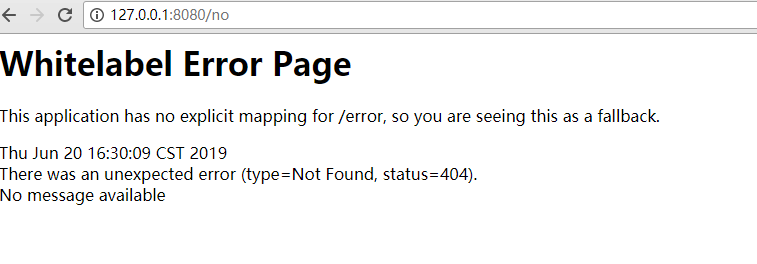 127.0.0.1:8080/no
Whitelabel Error Page
This application has no explicit mapping for /error, so you are seeing this as a fallback.
Thu Jun 20 16:30:09 CST 2019
There was an unexpected error (type=Not Found, status=404).
No message available